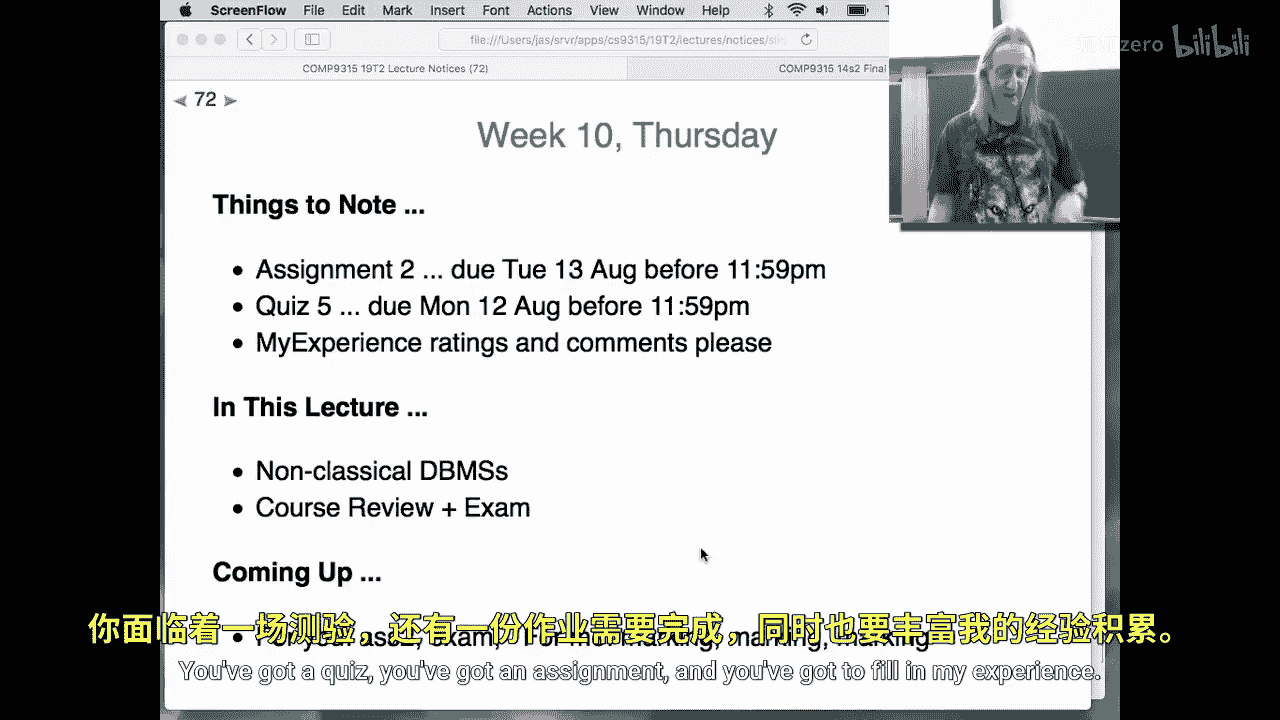 ScreenFlow File Edit Mark Insert Font Actions View Window Help
file:///Users/jas/srvr/apps/cs9315/19T2/lectures/notices/sli
COMP9315 19T2 Lecture Notices (72)
COMP9315 14s2 Final
zero bilibili
72
Week 10, Thursday
Things to Note ...
• Assignment 2 ... due Tue 13 Aug before 11:59pm
• Quiz 5 ... due Mon 12 Aug before 11:59pm
• MyExperience ratings and comments please
In This Lecture ...
• Non-classical DBMSs
• Course Review + Exam
Coming Up ...
exam, marking, marking, marking
你面临着一场测验，还有一份作业需要完成，同时也要丰富我的经验积累。
You've got a quiz, you've got an assignment, and you've got to fill in my experience.